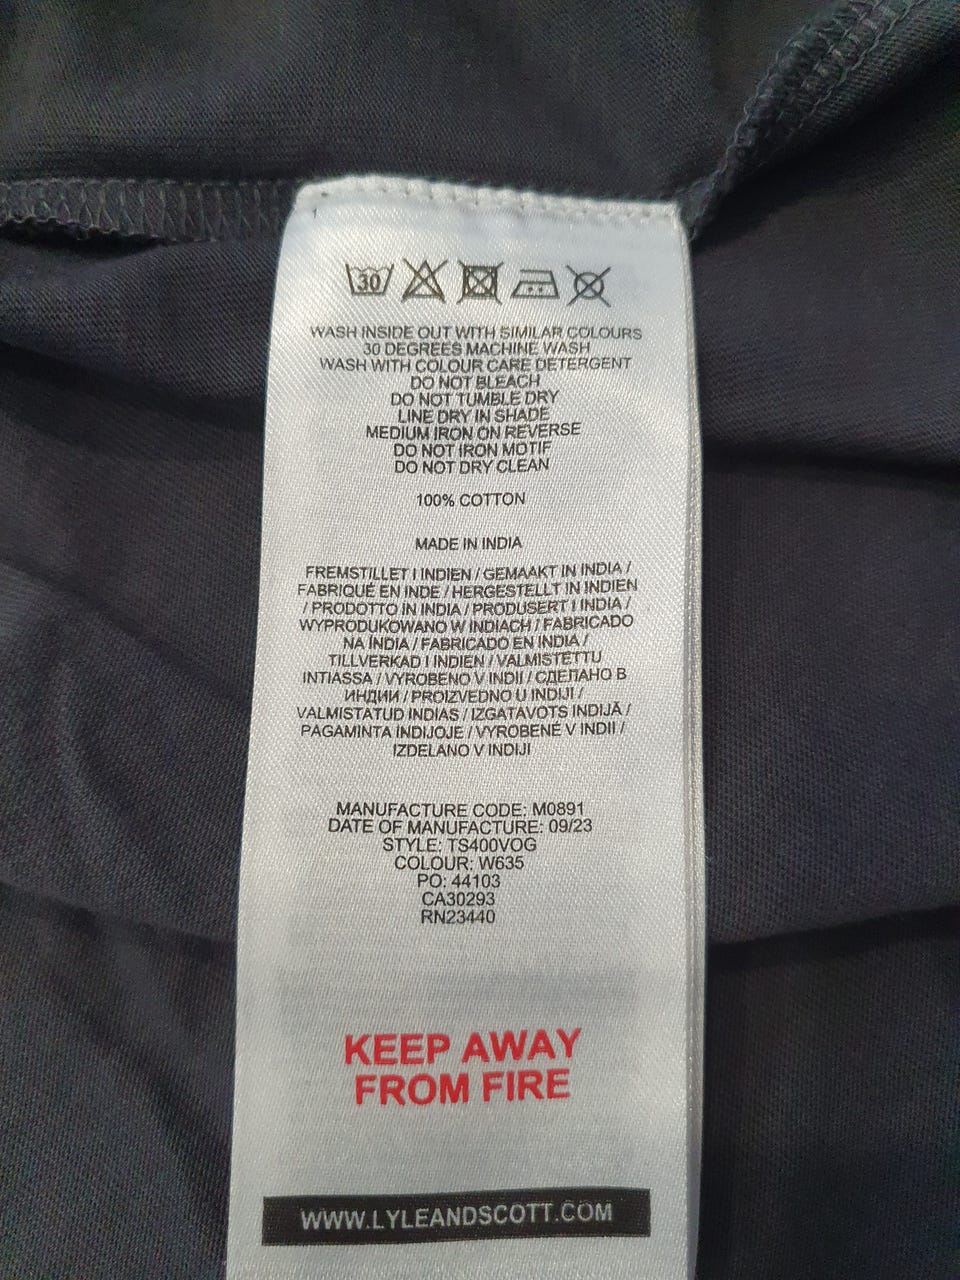 30
WASH INSIDE OUT WITH SIMILAR COLOURS
30 DEGREES MACHINE WASH
WASH WITH COLOUR CARE DETERGENT
DO NOT BLEACH
DO NOT TUMBLE DRY
LINE DRY IN SHADE
MEDIUM IRON ON REVERSE
DO NOT IRON MOTIF
DO NOT DRY CLEAN
100% COTTON
MADE IN INDIA
FREMSTILLET I INDIEN / GEMAAKT IN INDIA /
FABRIQUÉ EN INDE / HERGESTELLT IN INDIEN
/ PRODOTTO IN INDIA / PRODUSERT I INDIA /
WYPRODUKOWANO W INDIACH / FABRICADO
NA ÍNDIA / FABRICADO EN INDIA /
TILLVERKAD I INDIEN / VALMISTETTU
INTIASSA / VYROBENO V INDII / СДЕПАНО В
ИНДИИ / PROIZVEDNO U INDIJI /
VALMISTATUD INDIAS / IZGATAVOTS INDIJĀ /
PAGAMINTA INDIJOJE / VYROBENÉ V INDII /
IZDELANO V INDIJI
MANUFACTURE CODE: M0891
DATE OF MANUFACTURE: 09/23
STYLE: TS400VOG
COLOUR: W635
PO: 44103
CA30293
RN23440
KEEP AWAY
FROM FIRE
WWW.LYLEANDSCOTT.COM